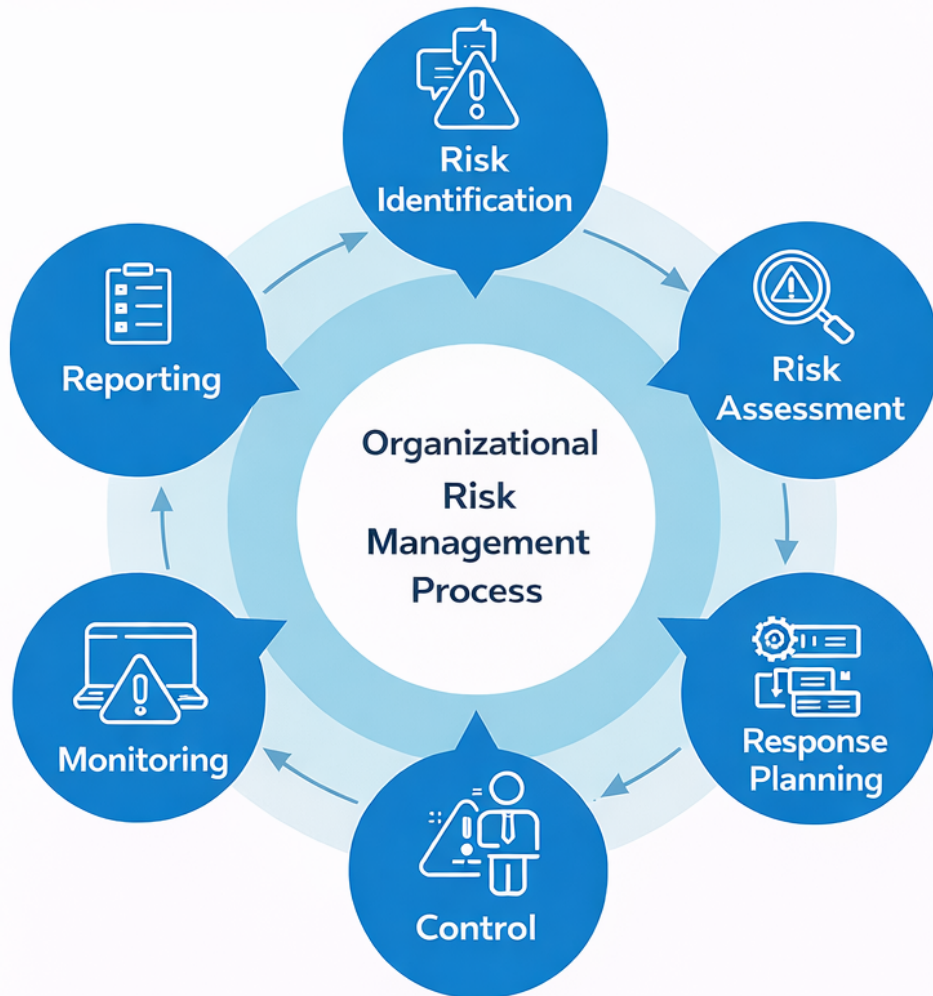 Risk
Identification
Risk
Assessment
Response
Planning
Control
Monitoring
Reporting
Organizational
Risk
Management
Process